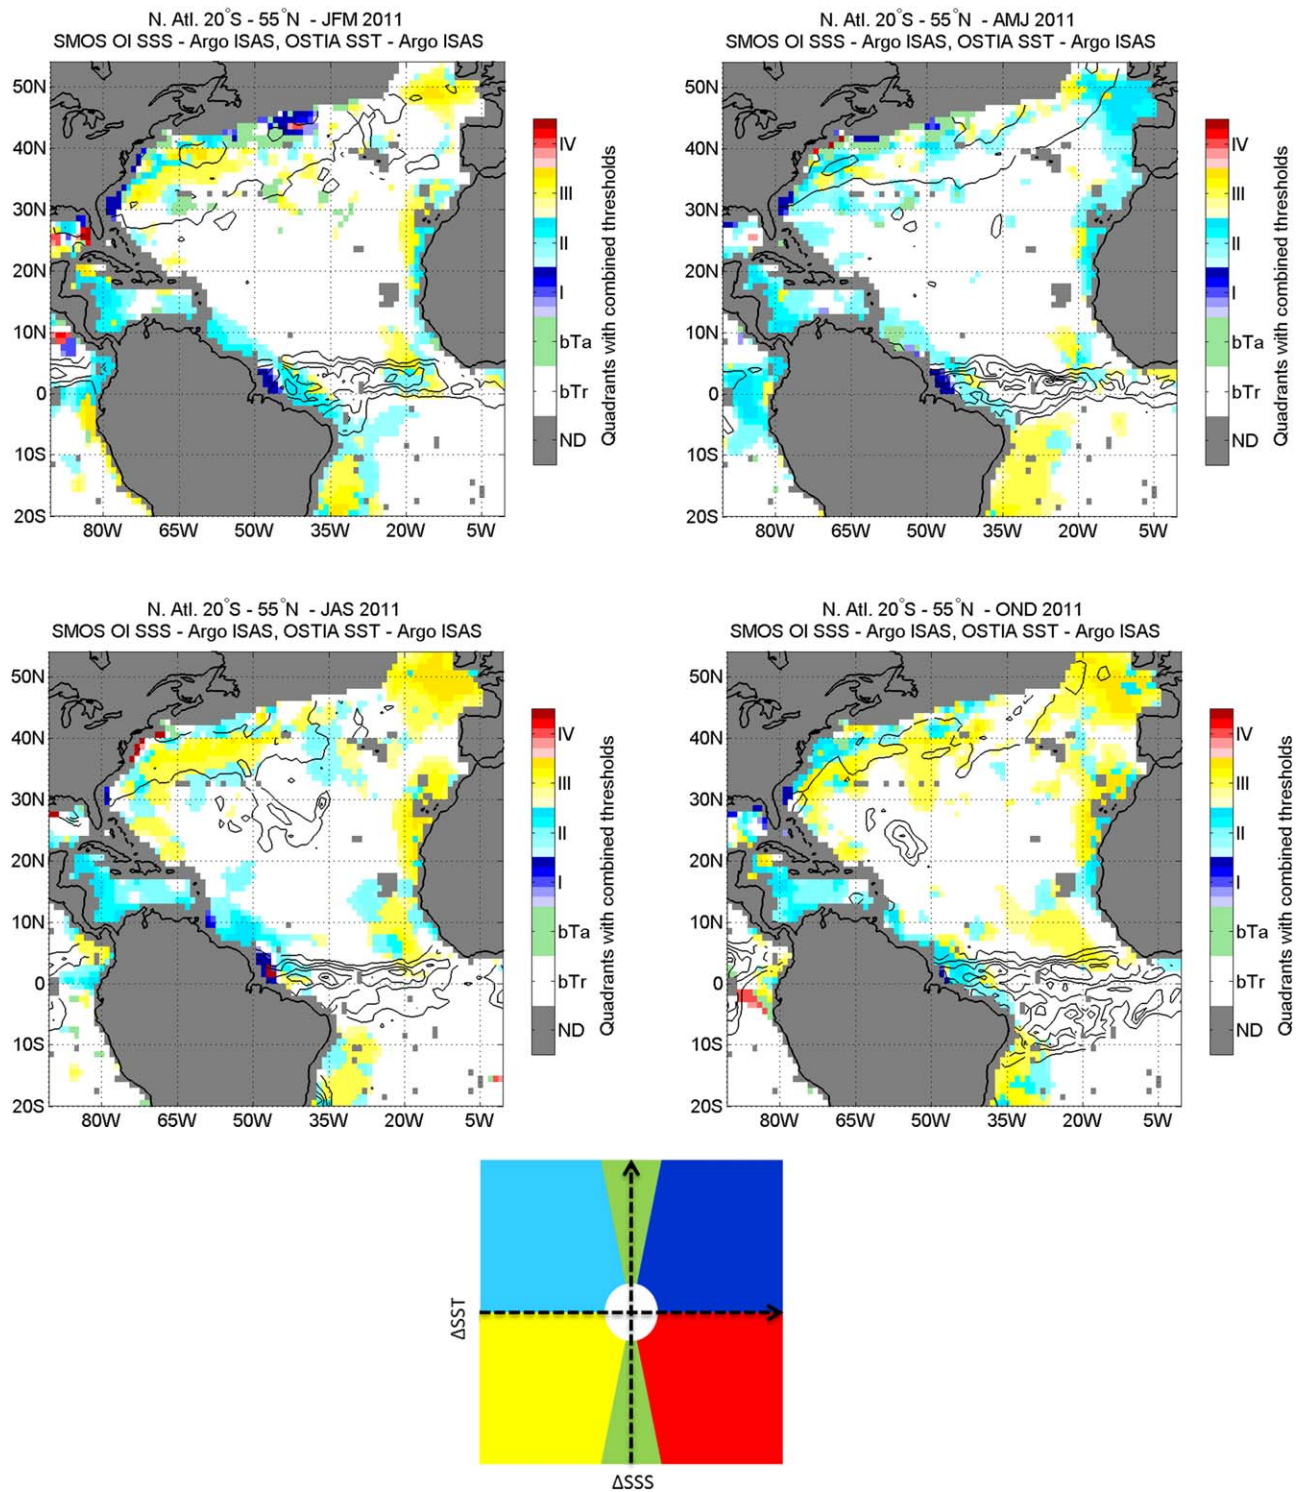 N. Atl. 20°S - 55°N - JFM 2011
SMOS OI SSS - Argo ISAS, OSTIA SST - Argo ISAS
50N
40N
30N
20N
10N
0
10S
20S
80W 65W 50W 35W 20W 5W
IV
III
II
I
bTa
bTr
ND
Quadrants with combined thresholds
N. Atl. 20°S - 55°N - AMJ 2011
SMOS OI SSS - Argo ISAS, OSTIA SST - Argo ISAS
50N
40N
30N
20N
10N
0
10S
20S
80W 65W 50W 35W 20W 5W
IV
III
II
I
bTa
bTr
ND
Quadrants with combined thresholds
N. Atl. 20°S - 55°N - JAS 2011
SMOS OI SSS - Argo ISAS, OSTIA SST - Argo ISAS
50N
40N
30N
20N
10N
0
10S
20S
80W 65W 50W 35W 20W 5W
IV
III
II
I
bTa
bTr
ND
Quadrants with combined thresholds
N. Atl. 20°S - 55°N - OND 2011
SMOS OI SSS - Argo ISAS, OSTIA SST - Argo ISAS
50N
40N
30N
20N
10N
0
10S
20S
80W 65W 50W 35W 20W 5W
IV
III
II
I
bTa
bTr
ND
Quadrants with combined thresholds
ΔSST
ΔSSS